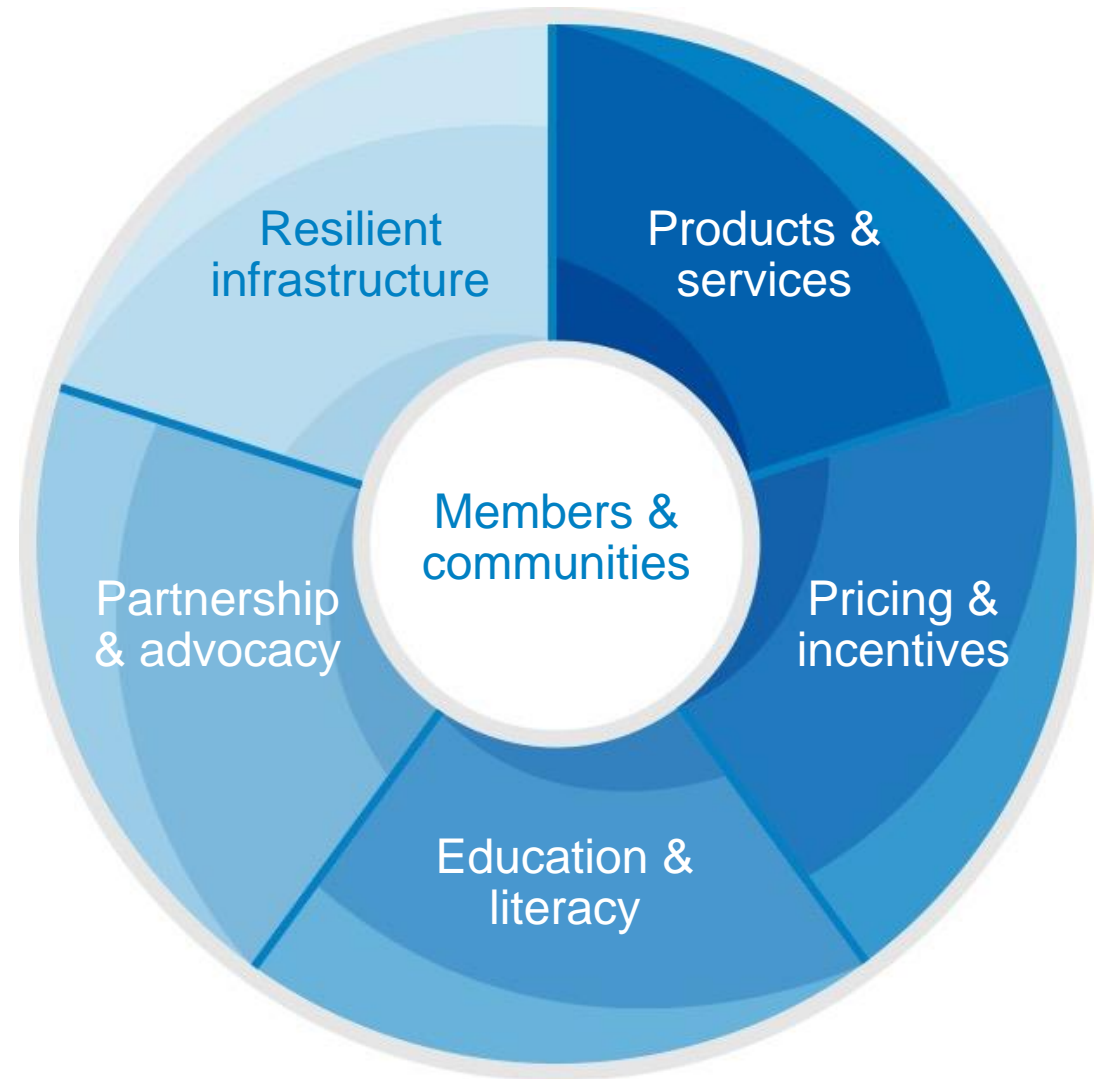 Resilient
infrastructure
Products &
services
Members &
communities
Partnership
& advocacy
Pricing &
incentives
Education &
literacy